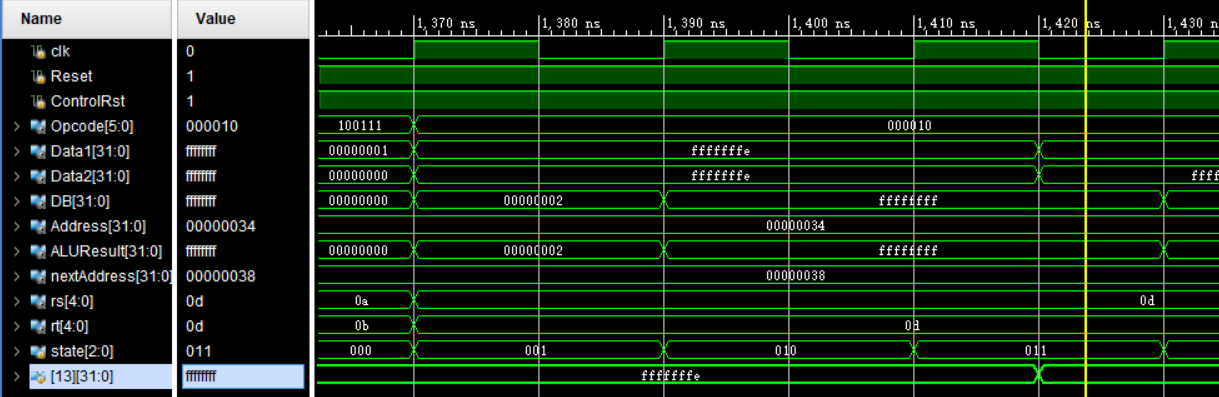 Name Value 1,370 ns 1,380 ns 1,390 ns 1,400 ns 1,410 ns 1,420 ns 1,430 ns
clk 0
Reset 1
ControlRst 1
Opcode[5:0] 000010 100111 000010
Data1[31:0] ffffffff 00000001 fffffffe
Data2[31:0] ffffffff 00000000 fffffffe ffff
DB[31:0] ffffffff 00000000 00000002 ffffffff
Address[31:0] 00000034 00000034
ALUResult[31:0] ffffffff 00000000 00000002 ffffffff
nextAddress[31:0] 00000038 00000038
rs[4:0] 0d 0a 0d
rt[4:0] 0d 0b 0d
state[2:0] 011 000 001 010 011
[13][31:0] ffffffff fffffffe